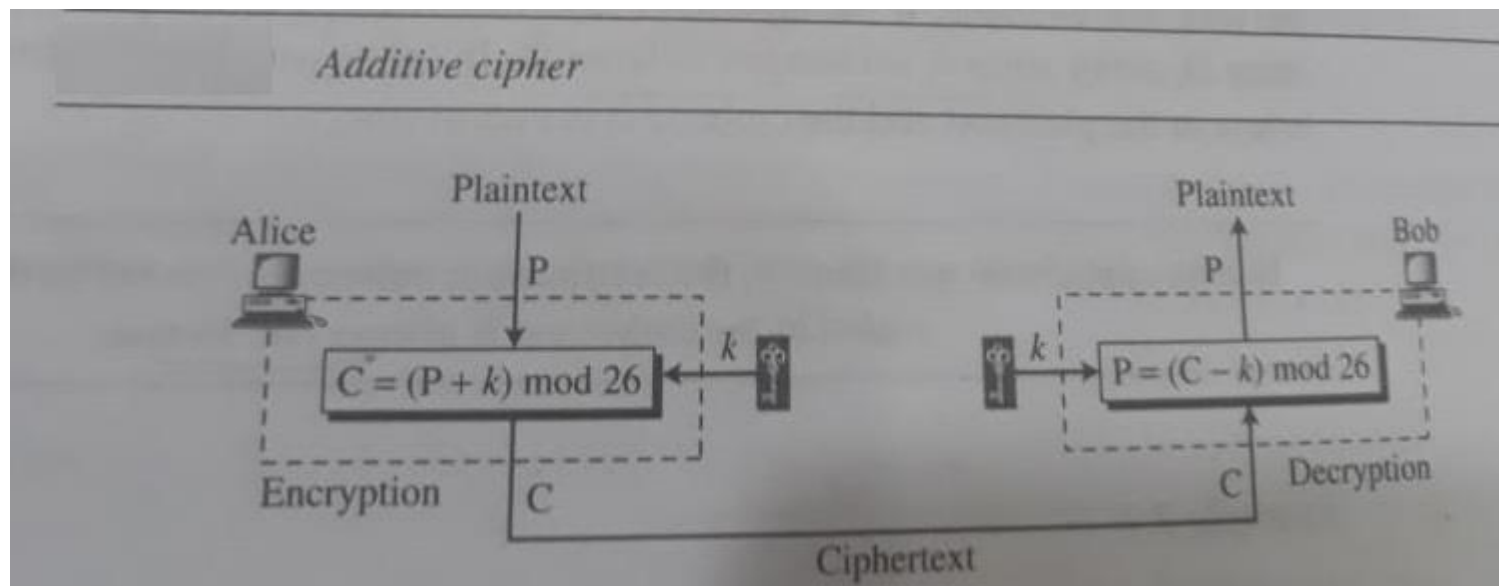 Additive cipher
Plaintext
Alice
P
C = (P + k) mod 26
k
Encryption
C
Ciphertext
Plaintext
Bob
P
k
P = (C – k) mod 26
C
Decryption